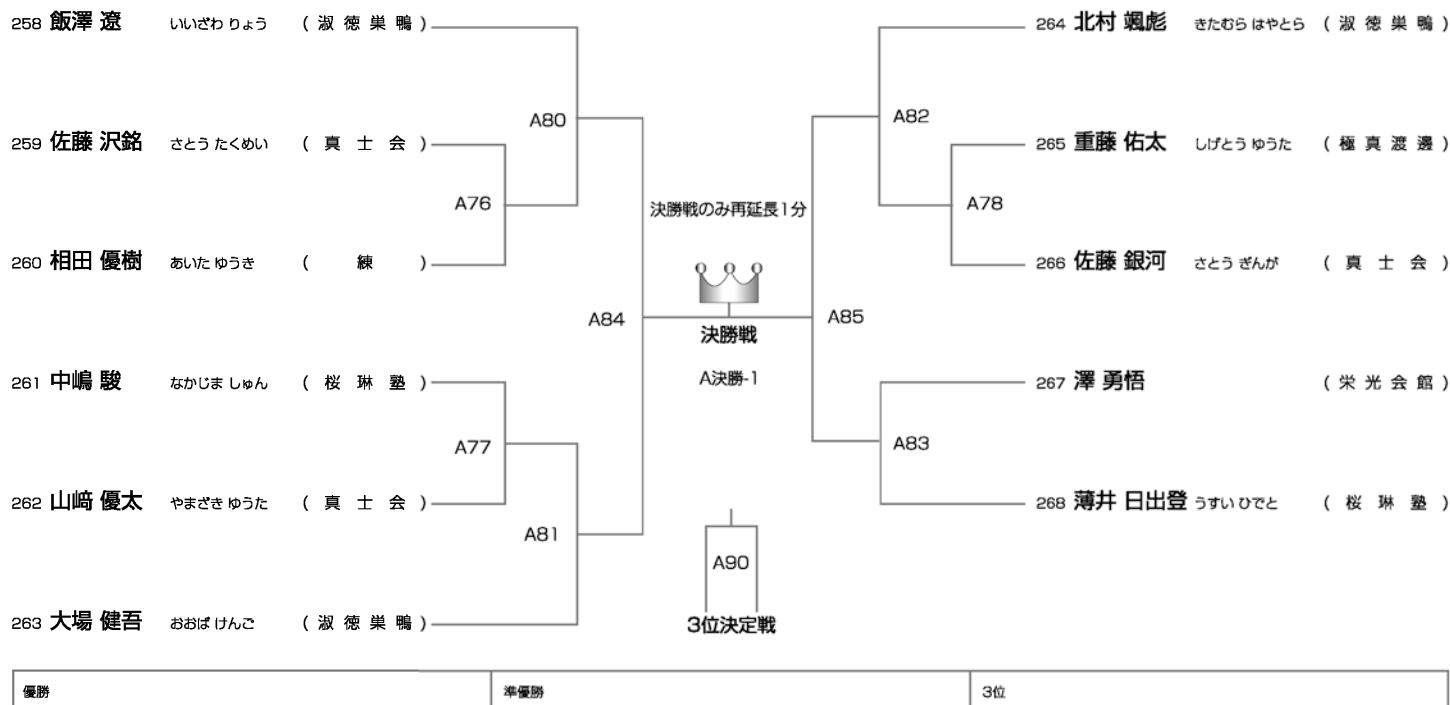 258 飯澤 遼 いいざわ りょう (淑徳巣鴨)
259 佐藤 沢銘 さとう たくめい (真士会)
260 相田 優樹 あいた ゆうき (練)
261 中嶋 駿 なかじま しゅん (桜琳塾)
262 山﨑 優太 やまざき ゆうた (真士会)
263 大場 健吾 おおば けんご (淑徳巣鴨)
A80
A76
A84
A77
A81
決勝戦のみ再延長1分
決勝戦
A決勝-1
A90
3位決定戦
A82
A78
A85
A83
264 北村 颯彪 きたむら はやとら (淑徳巣鴨)
265 重藤 佑太 しげとう ゆうた (極真渡邊)
266 佐藤 銀河 さとう ぎんが (真士会)
267 澤 勇悟 (栄光会館)
268 薄井 日出登 うすい ひでと (桜琳塾)
優勝
準優勝
3位